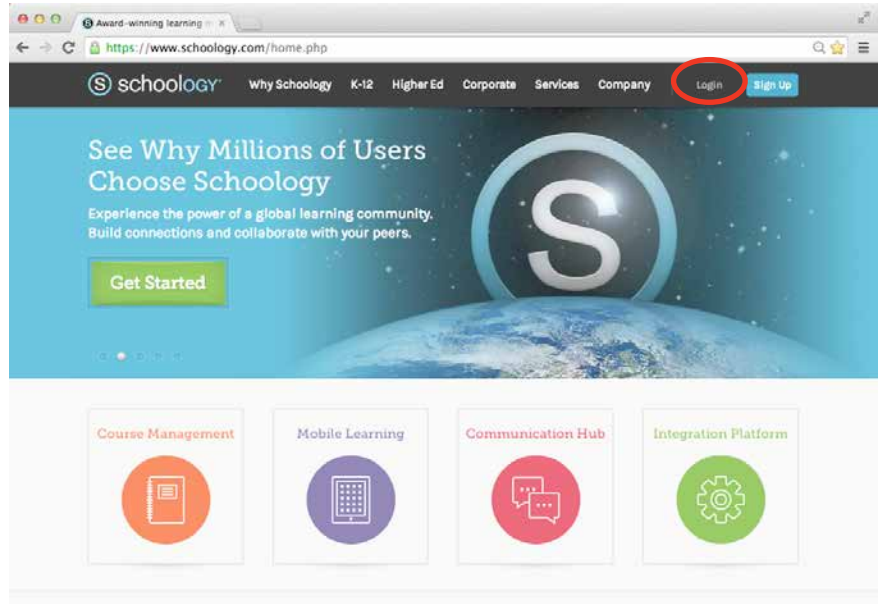 Award-winning learning m
https://www.schoology.com/home.php
S schoology Why Schoology K-12 Higher Ed Corporate Services Company Login Sign Up
See Why Millions of Users
Choose Schoology
Experience the power of a global learning community.
Build connections and collaborate with your peers.
Get Started
S
Course Management Mobile Learning Communication Hub Integration Platform